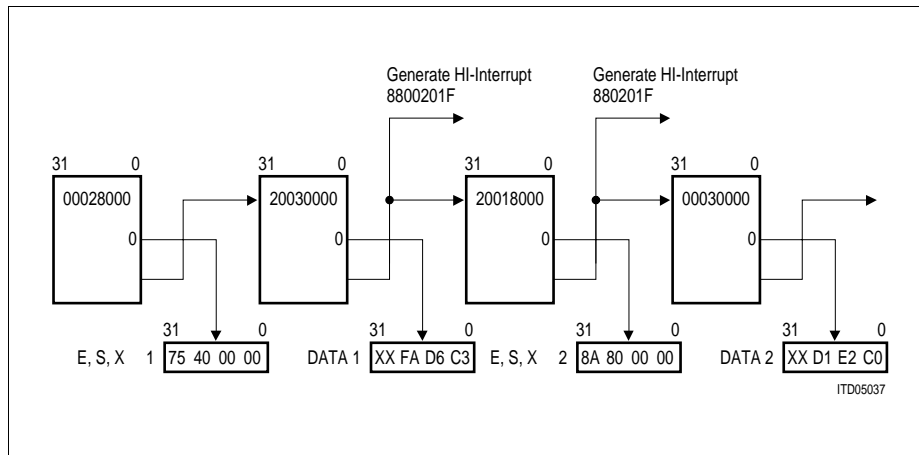 Generate HI-Interrupt
8800201F
Generate HI-Interrupt
880201F
31 0
31 0
31 0
31 0
00028000
20030000
20018000
00030000
0
0
0
0
31 0
31 0
31 0
31 0
E, S, X 1 75 40 00 00
DATA 1 XX FA D6 C3
E, S, X 2 8A 80 00 00
DATA 2 XX D1 E2 C0
ITD05037